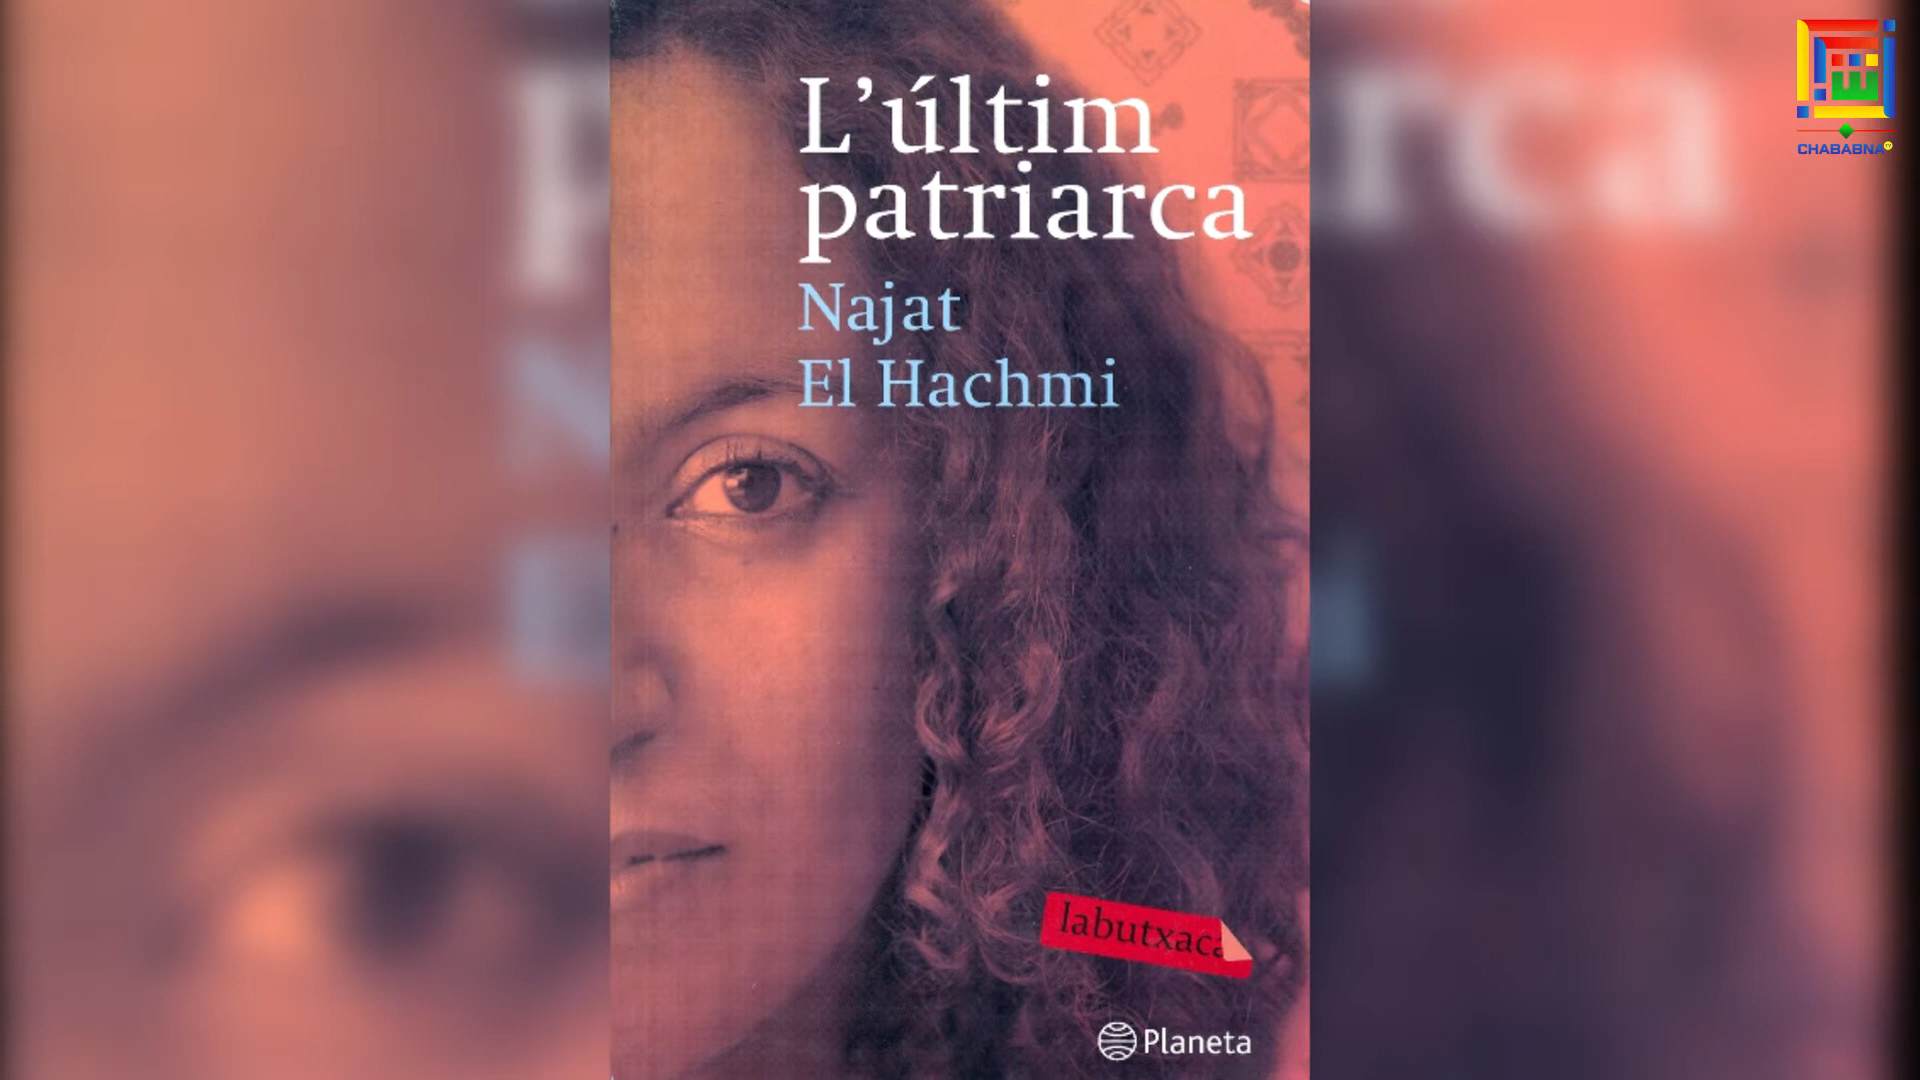 L'últim
patriarca
Najat
El Hachmi
labutxaca
Planeta
CHABABNA